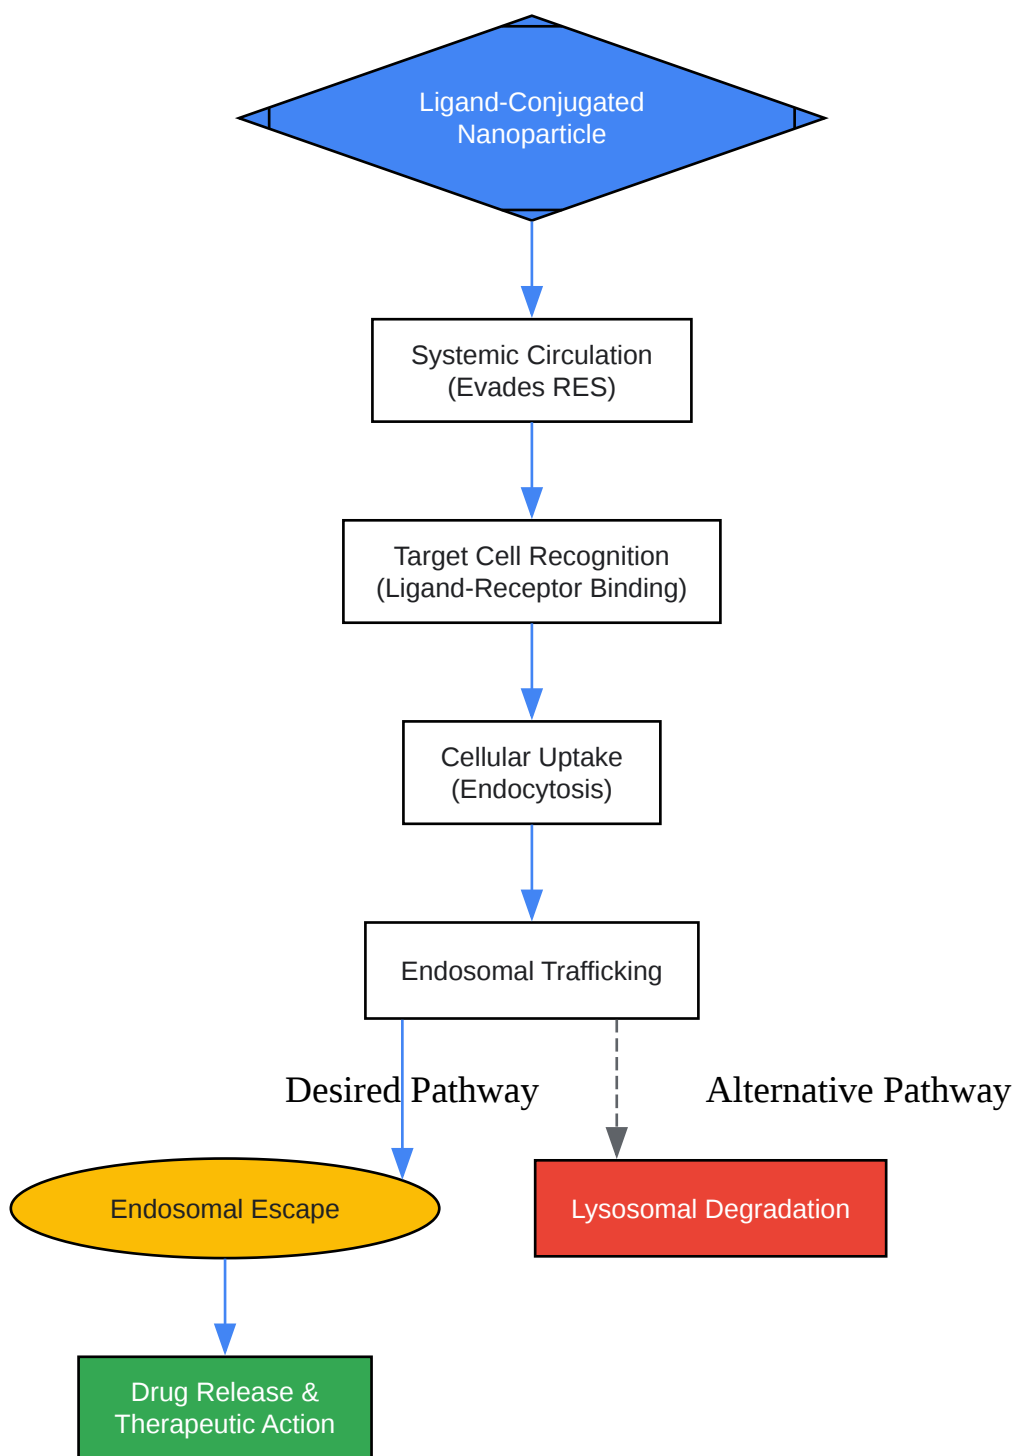 Ligand-Conjugated
Nanoparticle
Systemic Circulation
(Evades RES)
Target Cell Recognition
(Ligand-Receptor Binding)
Cellular Uptake
(Endocytosis)
Endosomal Trafficking
Desired Pathway
Alternative Pathway
Endosomal Escape
Lysosomal Degradation
Drug Release &
Therapeutic Action